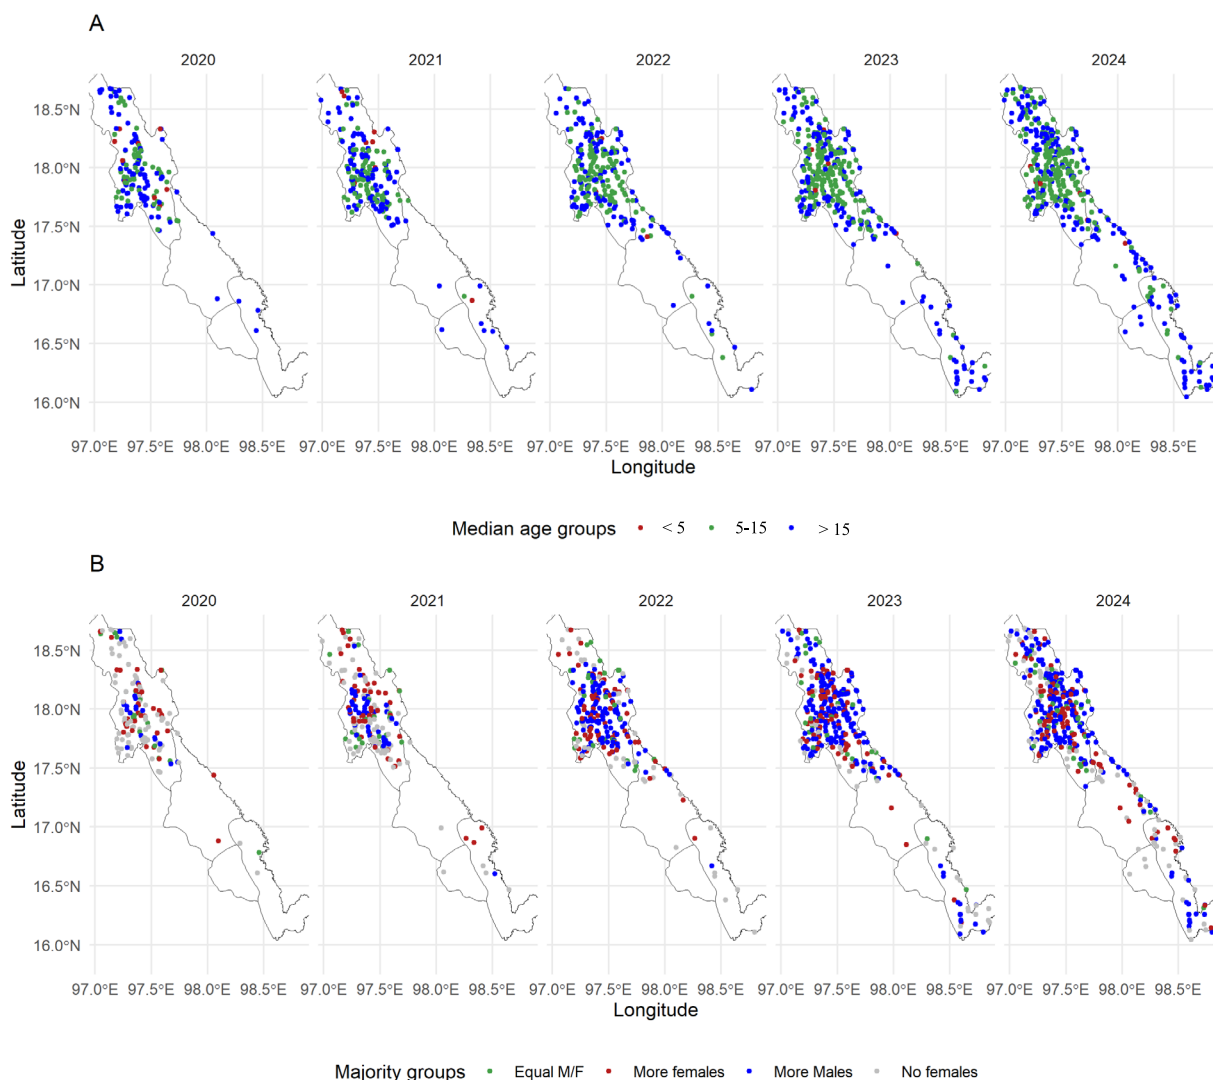 A
2020 2021 2022 2023 2024
18.5°N
18.0°N
17.5°N
17.0°N
16.5°N
16.0°N
Latitude
97.0°E 97.5°E 98.0°E 98.5°E 97.0°E 97.5°E 98.0°E 98.5°E 97.0°E 97.5°E 98.0°E 98.5°E 97.0°E 97.5°E 98.0°E 98.5°E 97.0°E 97.5°E 98.0°E 98.5°E
Longitude
Median age groups < 5 5-15 > 15
B
2020 2021 2022 2023 2024
18.5°N
18.0°N
17.5°N
17.0°N
16.5°N
16.0°N
Latitude
97.0°E 97.5°E 98.0°E 98.5°E 97.0°E 97.5°E 98.0°E 98.5°E 97.0°E 97.5°E 98.0°E 98.5°E 97.0°E 97.5°E 98.0°E 98.5°E 97.0°E 97.5°E 98.0°E 98.5°E
Longitude
Majority groups Equal M/F More females More Males No females